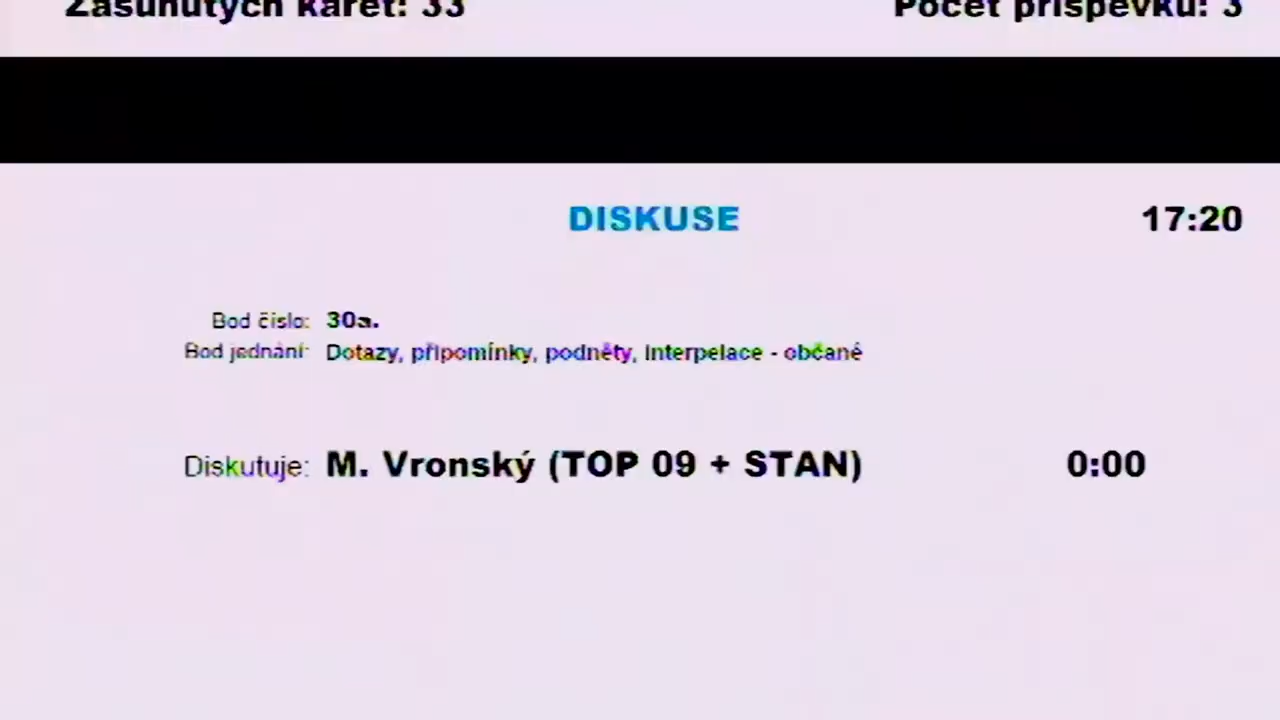 Zasunutých karet: 33 Počet příspěvků: 3
DISKUSE 17:20
Bod číslo: 30a.
Bod jednání: Dotazy, připomínky, podněty, interpelace - občané
Diskutuje: M. Vronský (TOP 09 + STAN) 0:00